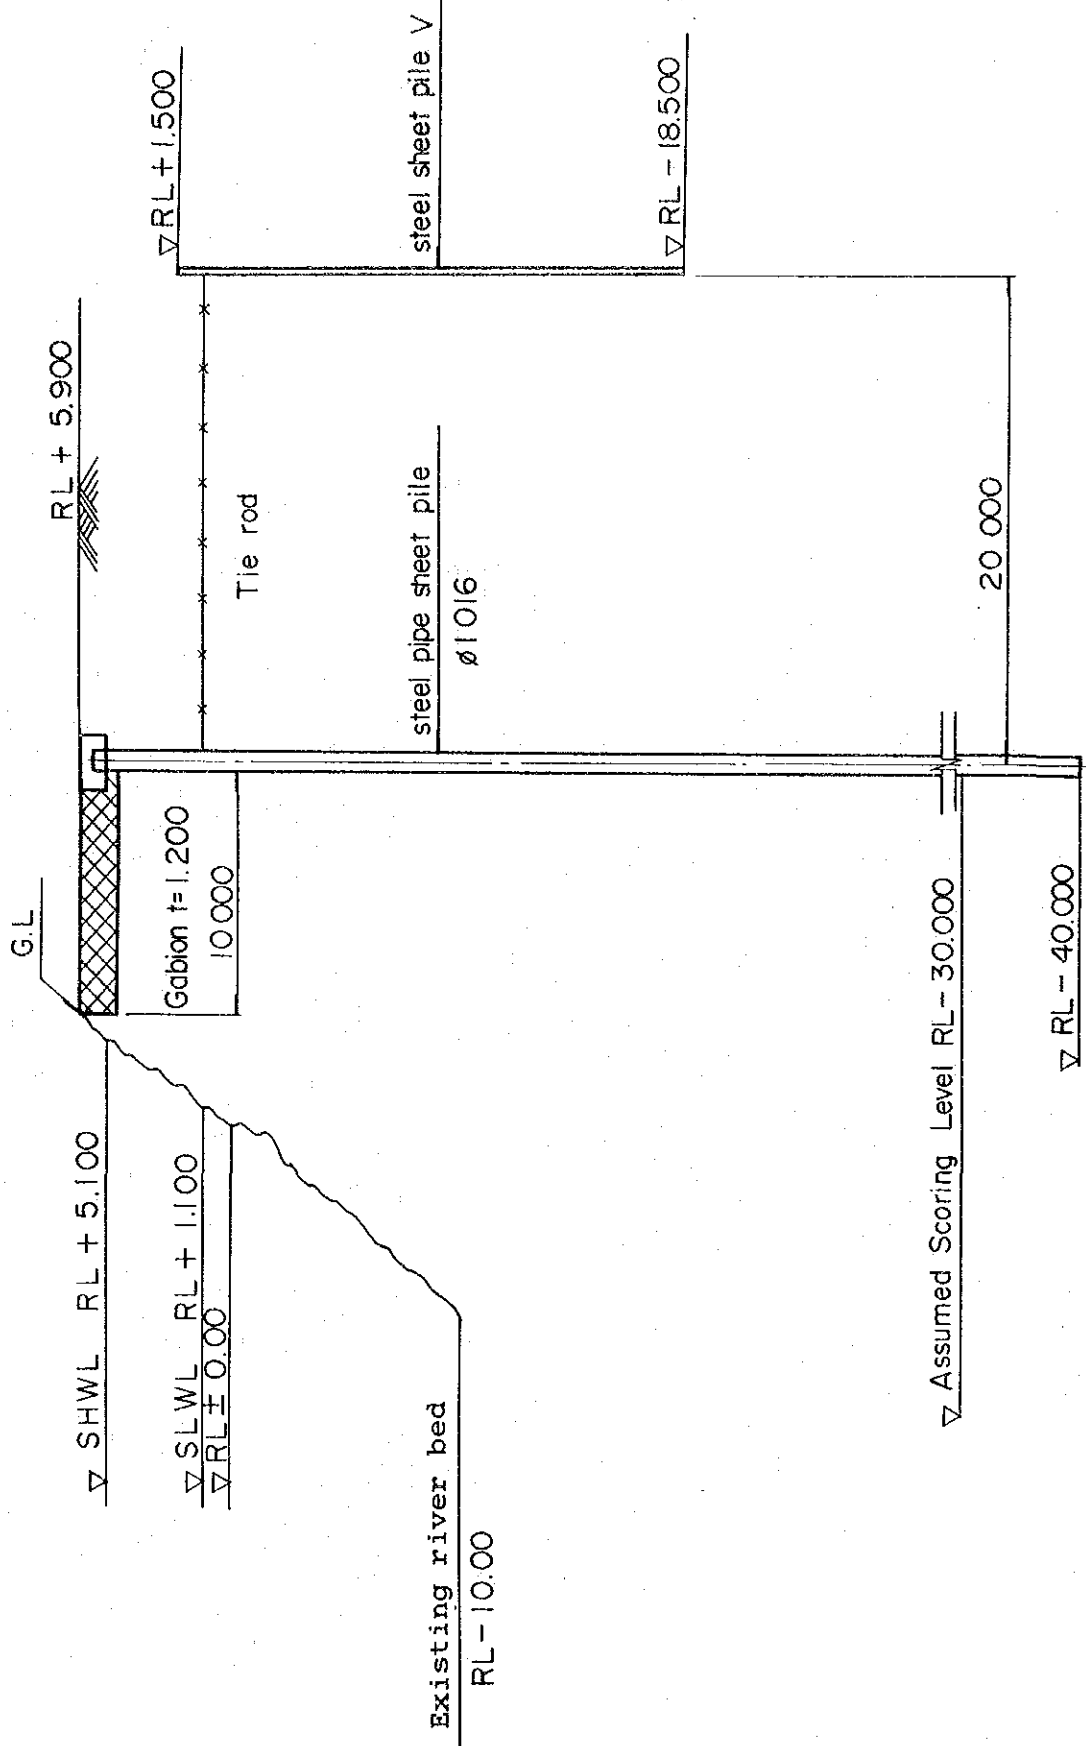 G.L
RL + 5.900
▽ RL + 1.500
▽ SHWL RL + 5.100
Gabion t=1.200
10 000
Tie rod
▽ SLWL RL + 1.100
▽ RL ± 0.00
steel pipe sheet pile
ø1016
steel sheet pile V
Existing river bed
RL-10.00
▽ RL - 18.500
▽ Assumed Scoring Level RL- 30.000
20 000
▽ RL - 40.000